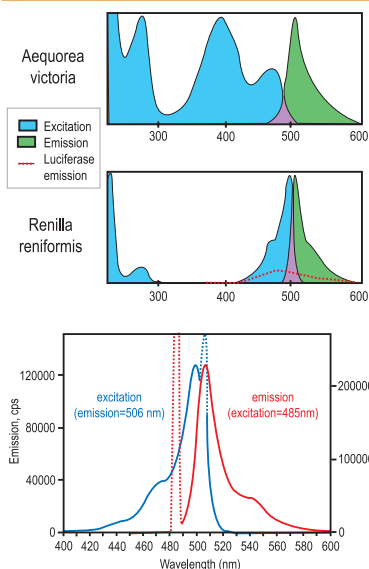 Aequorea
victoria
Excitation
Emission
Luciferase
emission
300 400 500 600
Renilla
reniformis
300 400 500 600
excitation
(emission=506 nm)
emission
(excitation=485nm)
Emission, cps
120000
80000
40000
0
200000
100000
0
400 420 440 460 480 500 520 540 560 580 600
Wavelength (nm)